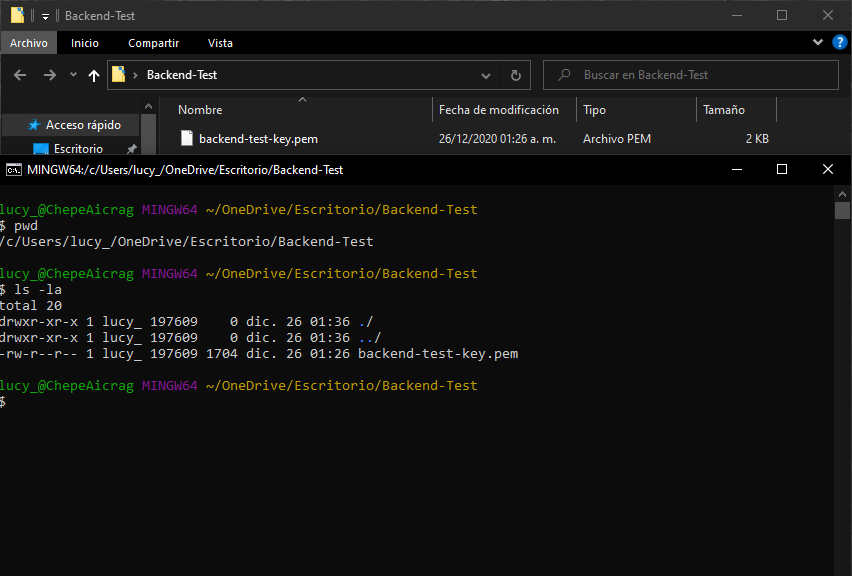 Backend-Test
Archivo Inicio Compartir Vista
Backend-Test
Buscar en Backend-Test
Acceso rápido
Escritorio
Nombre Fecha de modificación Tipo Tamaño
backend-test-key.pem 26/12/2020 01:26 a. m. Archivo PEM 2 KB
MINGW64:/c/Users/lucy_/OneDrive/Escritorio/Backend-Test
lucy_@ChepeAicrag MINGW64 ~/OneDrive/Escritorio/Backend-Test
$ pwd
/c/Users/lucy_/OneDrive/Escritorio/Backend-Test
lucy_@ChepeAicrag MINGW64 ~/OneDrive/Escritorio/Backend-Test
$ ls -la
total 20
drwxr-xr-x 1 lucy_ 197609    0 dic. 26 01:36 ./
drwxr-xr-x 1 lucy_ 197609    0 dic. 26 01:36 ../
-rw-r--r-- 1 lucy_ 197609 1704 dic. 26 01:26 backend-test-key.pem
lucy_@ChepeAicrag MINGW64 ~/OneDrive/Escritorio/Backend-Test
$